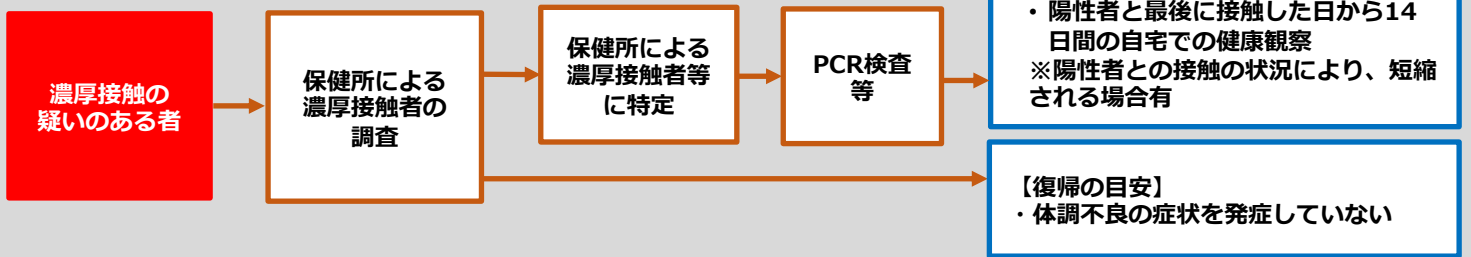 濃厚接触の
疑いのある者
保健所による
濃厚接触者の
調査
保健所による
濃厚接触者等
に特定
PCR検査
等
・陽性者と最後に接触した日から14
日間の自宅での健康観察
※陽性者との接触の状況により、短縮
される場合有
【復帰の目安】
・体調不良の症状を発症していない